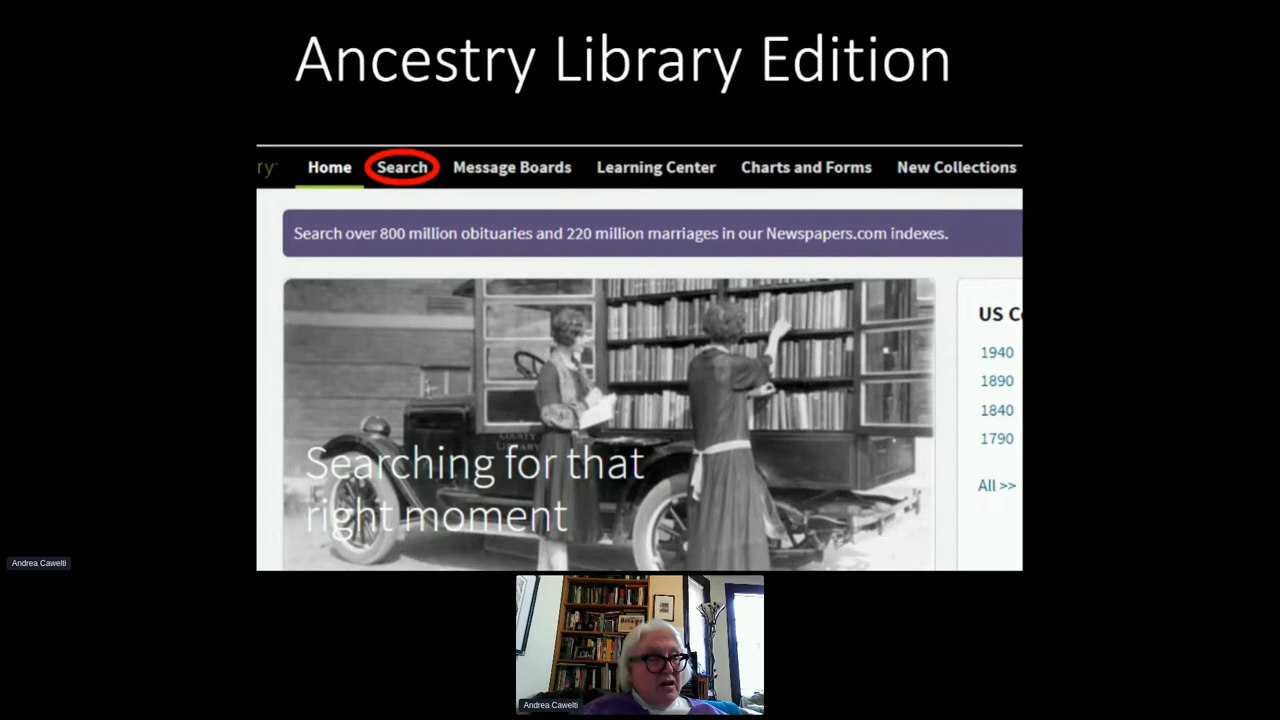 Ancestry Library Edition
ry
Home Search Message Boards Learning Center Charts and Forms New Collections
Search over 800 million obituaries and 220 million marriages in our Newspapers.com indexes.
US C
1940
1890
1840
1790
All >>
COUNTY
LIBRARY
Searching for that
right moment
Andrea Cawelti
Andrea Cawelti